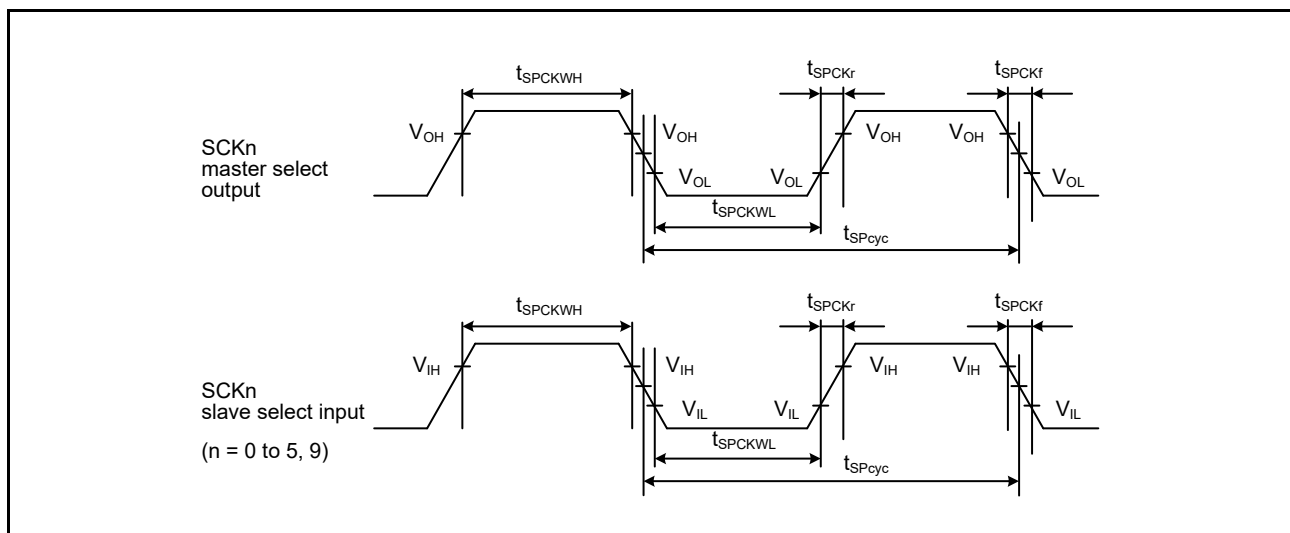 tSPCKWH
tSPCKr
tSPCKf
VOH
VOH
VOH
VOH
SCKn
master select
output
VOL
VOL
VOL
tSPCKWL
tSPcyc
tSPCKWH
tSPCKr
tSPCKf
VIH
VIH
VIH
VIH
SCKn
slave select input
(n = 0 to 5, 9)
VIL
VIL
VIL
tSPCKWL
tSPcyc